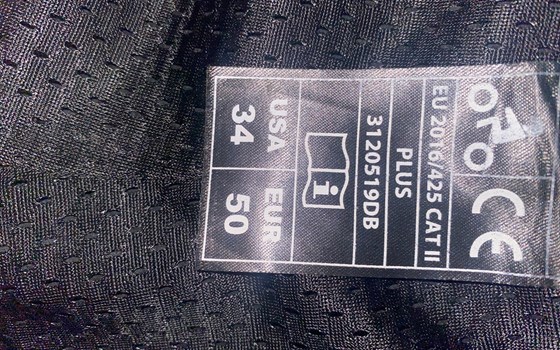 CE
EU 2016/425 CAT II
PLUS
3120519DB
i
USA EUR
34 50